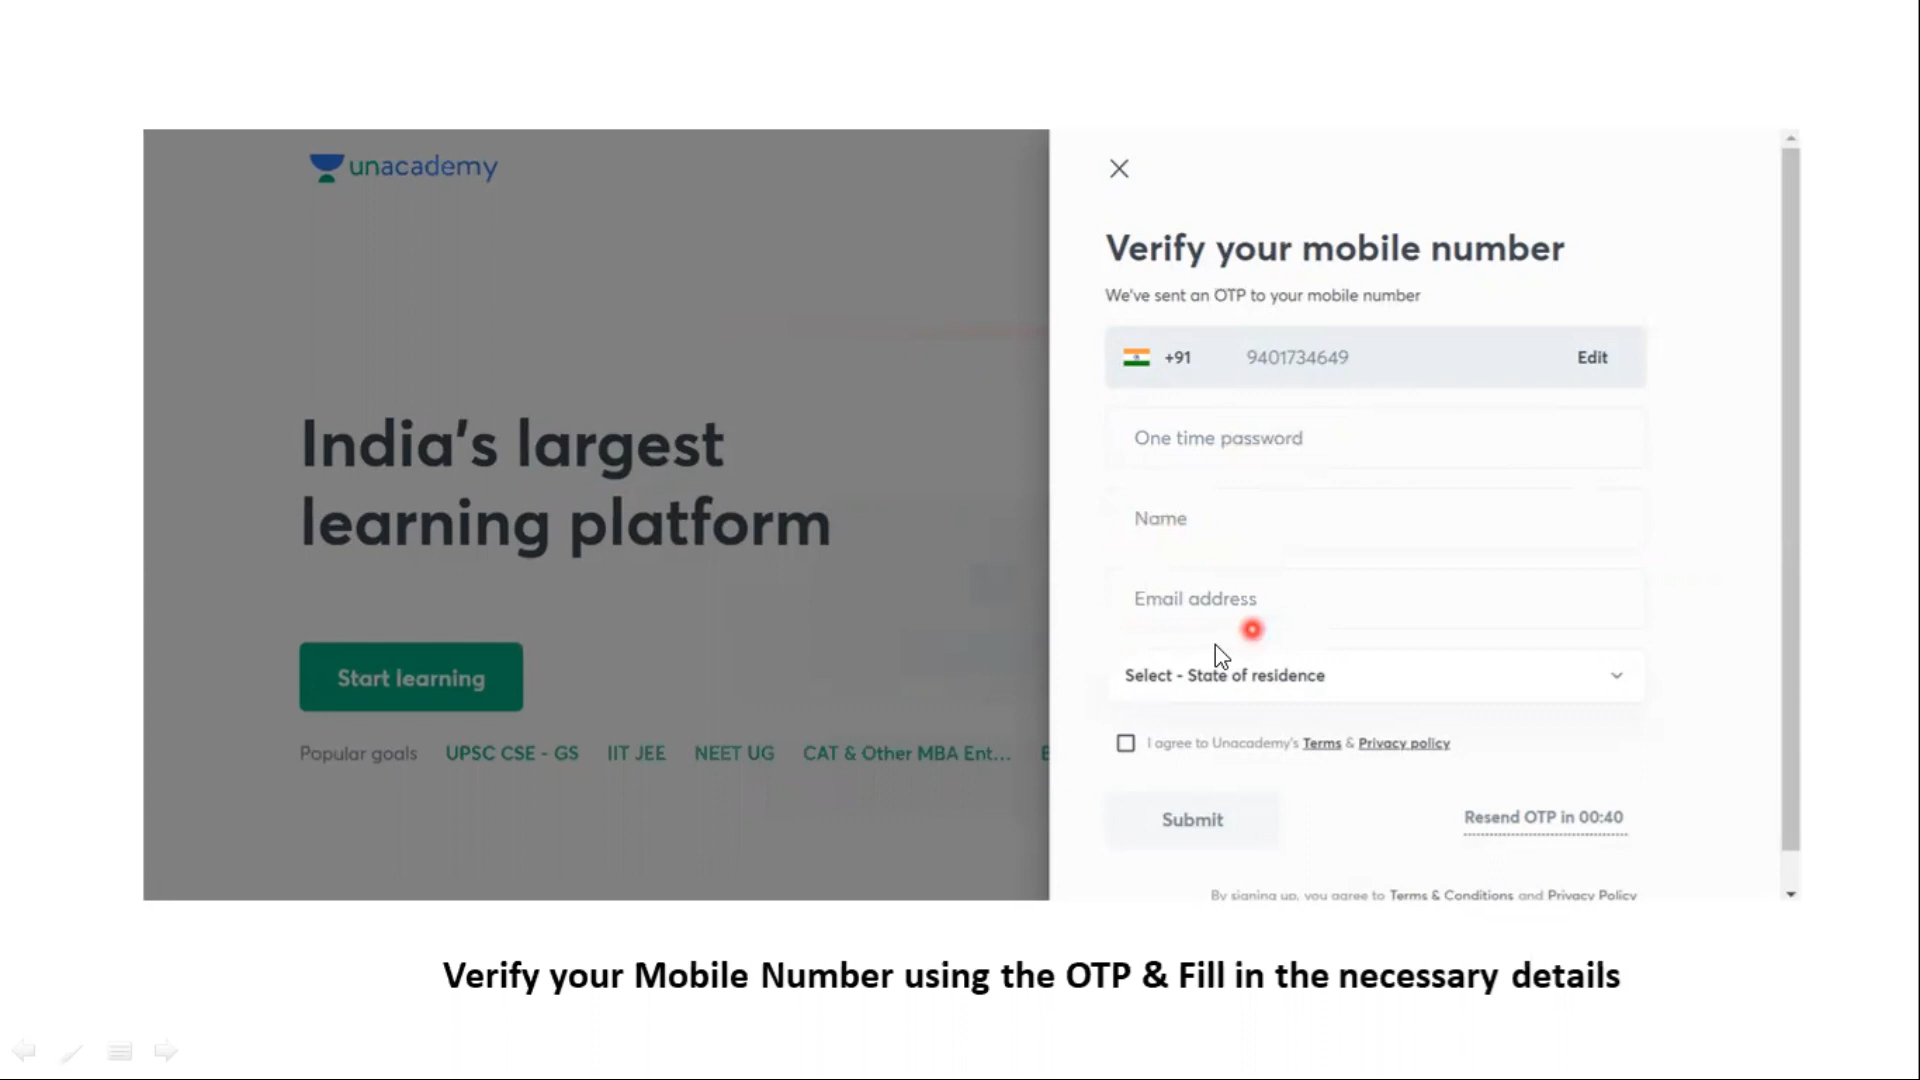 unacademy
India's largest
learning platform
Start learning
Popular goals UPSC CSE - GS IIT JEE NEET UG CAT & Other MBA Ent...
Verify your mobile number
We've sent an OTP to your mobile number
+91 9401734649 Edit
One time password
Name
Email address
Select - State of residence
I agree to Unacademy's Terms & Privacy policy
Submit Resend OTP in 00:40
By signing up, you agree to Terms & Conditions and Privacy Policy
Verify your Mobile Number using the OTP & Fill in the necessary details